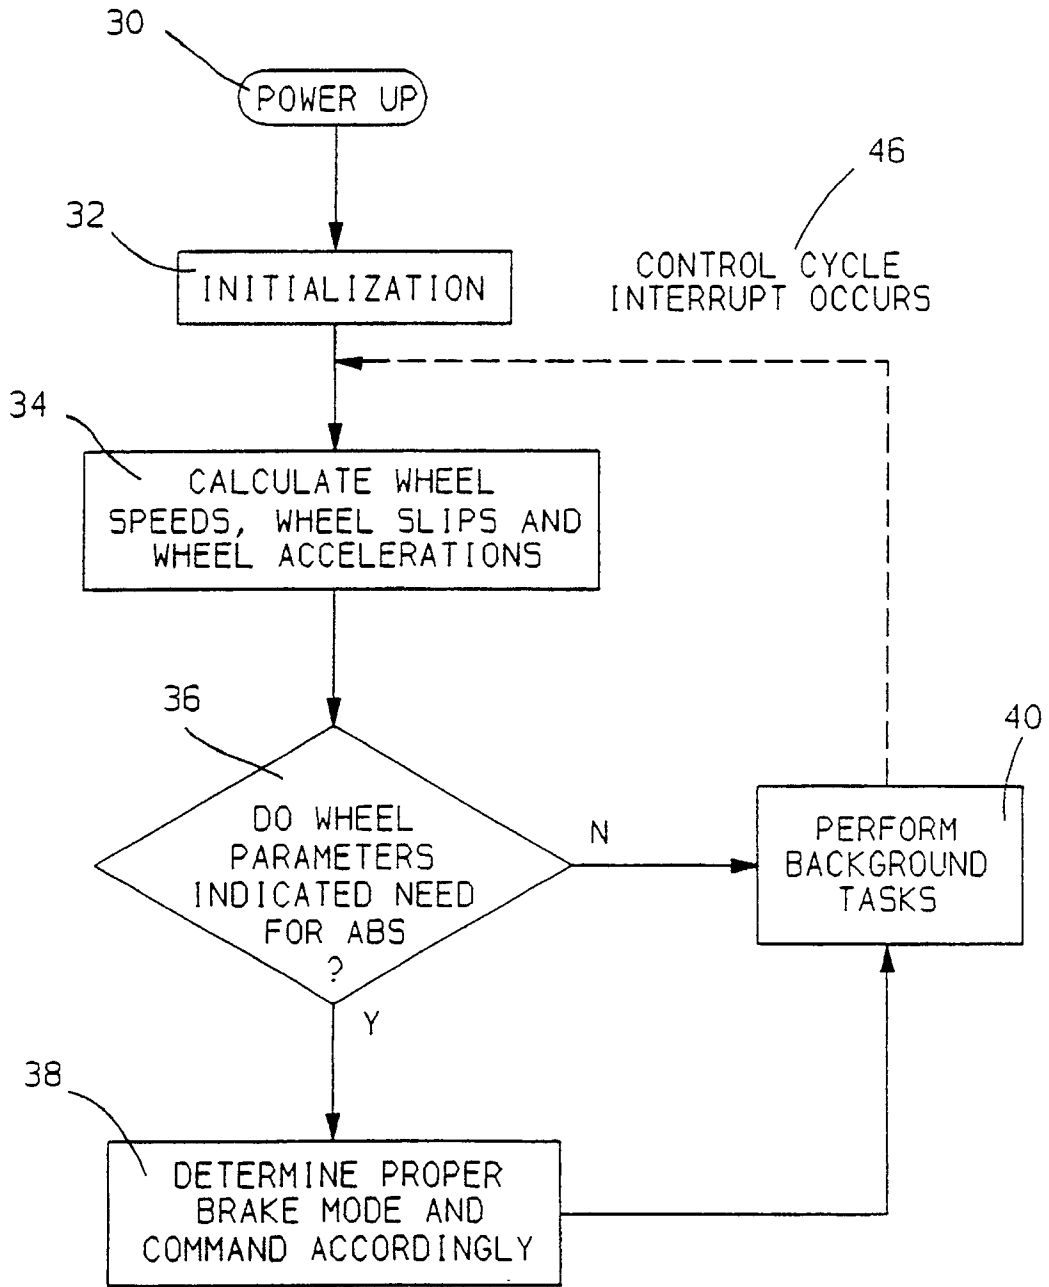 30
POWER UP
46
32
INITIALIZATION
CONTROL CYCLE
INTERRUPT OCCURS
34
CALCULATE WHEEL
SPEEDS, WHEEL SLIPS AND
WHEEL ACCELERATIONS
36
DO WHEEL
PARAMETERS
INDICATED NEED
FOR ABS
?
N
40
PERFORM
BACKGROUND
TASKS
Y
38
DETERMINE PROPER
BRAKE MODE AND
COMMAND ACCORDINGLY